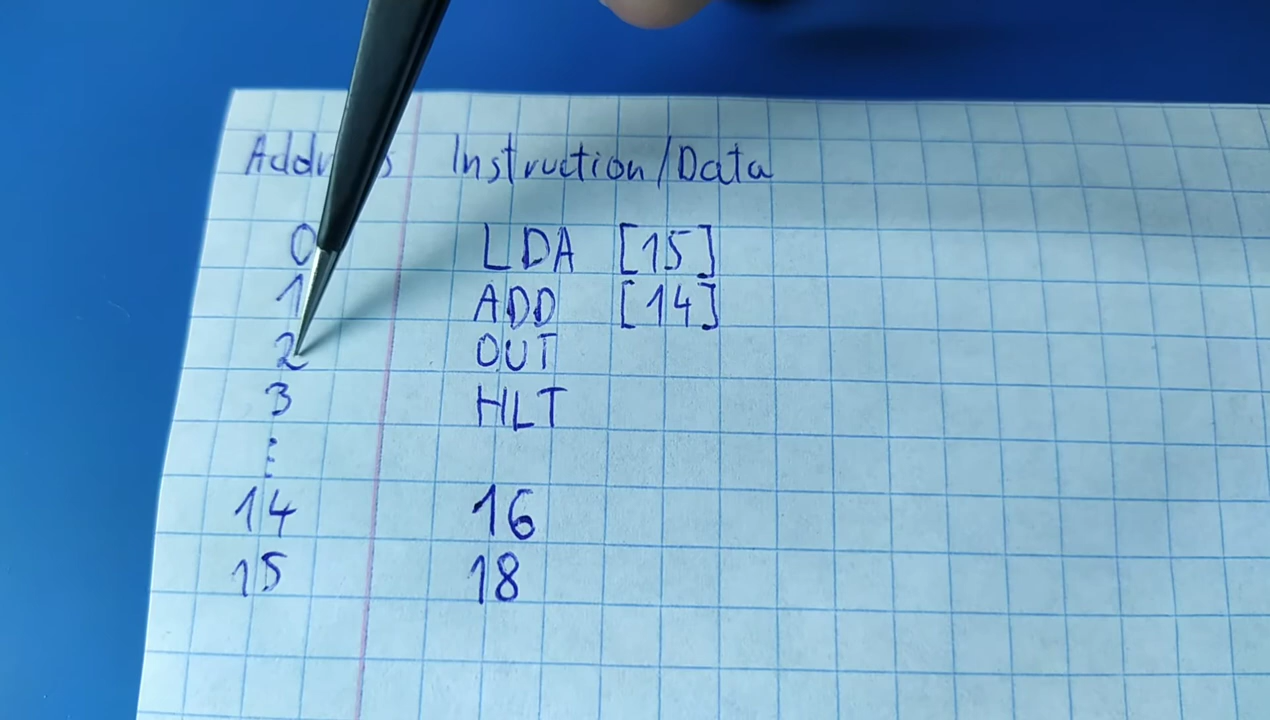 Instruction/Data
0 LDA [15]
1 ADD [14]
2 OUT
3 HLT
⋮
14 16
15 18